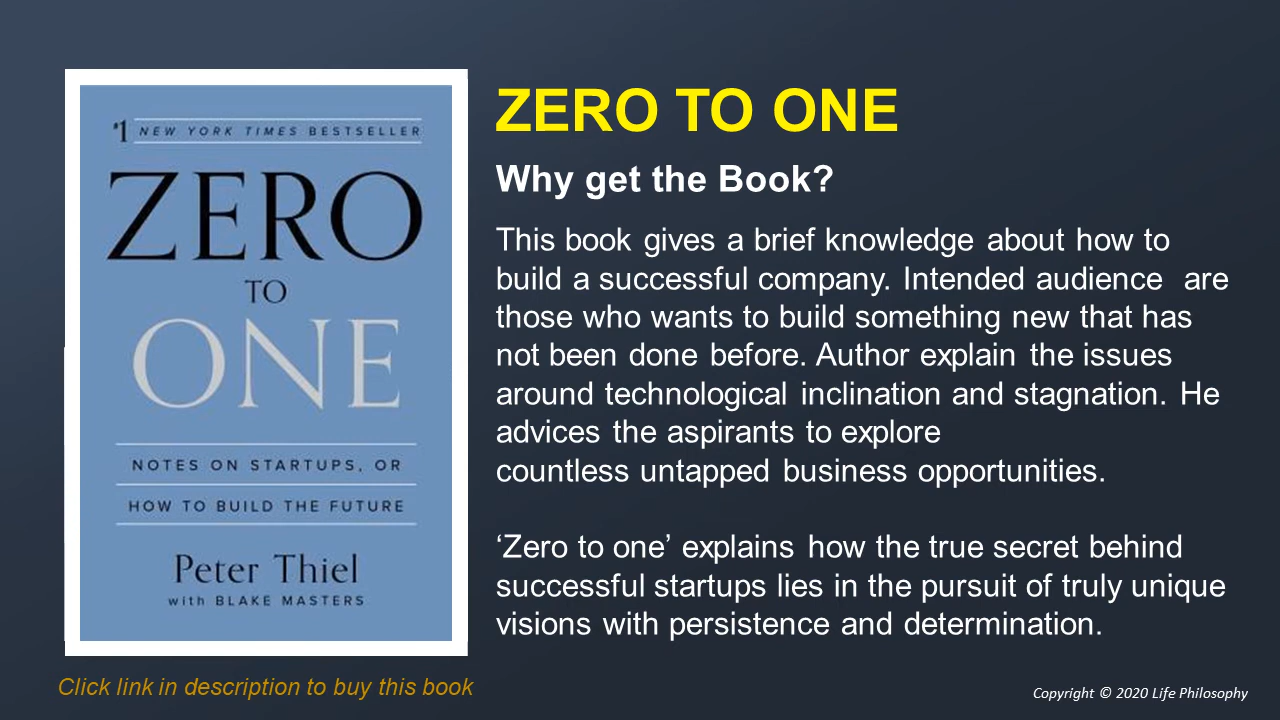 #1 NEW YORK TIMES BESTSELLER
ZERO
TO
ONE
NOTES ON STARTUPS, OR
HOW TO BUILD THE FUTURE
Peter Thiel
with BLAKE MASTERS
Click link in description to buy this book
ZERO TO ONE
Why get the Book?
This book gives a brief knowledge about how to
build a successful company. Intended audience are
those who wants to build something new that has
not been done before. Author explain the issues
around technological inclination and stagnation. He
advices the aspirants to explore
countless untapped business opportunities.
‘Zero to one’ explains how the true secret behind
successful startups lies in the pursuit of truly unique
visions with persistence and determination.
Copyright © 2020 Life Philosophy